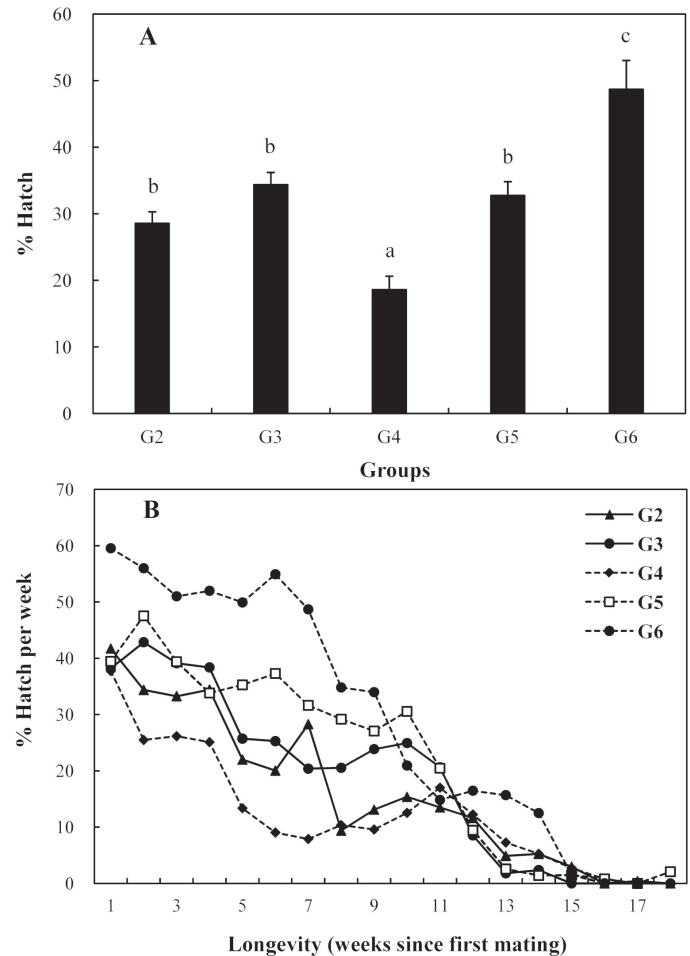 60
50
40
30
20
10
0
% Hatch
A
b
b
a
b
c
G2
G3
G4
G5
G6
Groups
70
60
50
40
30
20
10
0
% Hatch per week
B
G2
G3
G4
G5
G6
1
3
5
7
9
11
13
15
17
Longevity (weeks since first mating)